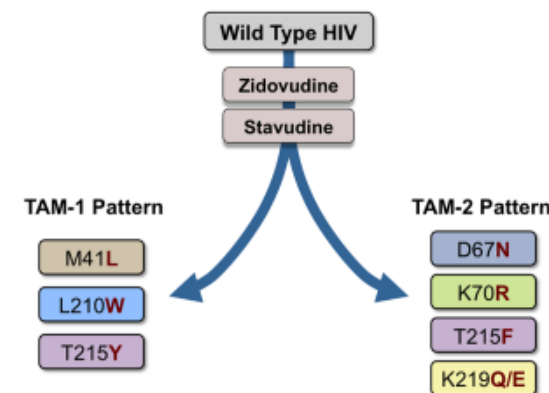 Wild Type HIV
Zidovudine
Stavudine
TAM-1 Pattern
M41L
L210W
T215Y
TAM-2 Pattern
D67N
K70R
T215F
K219Q/E